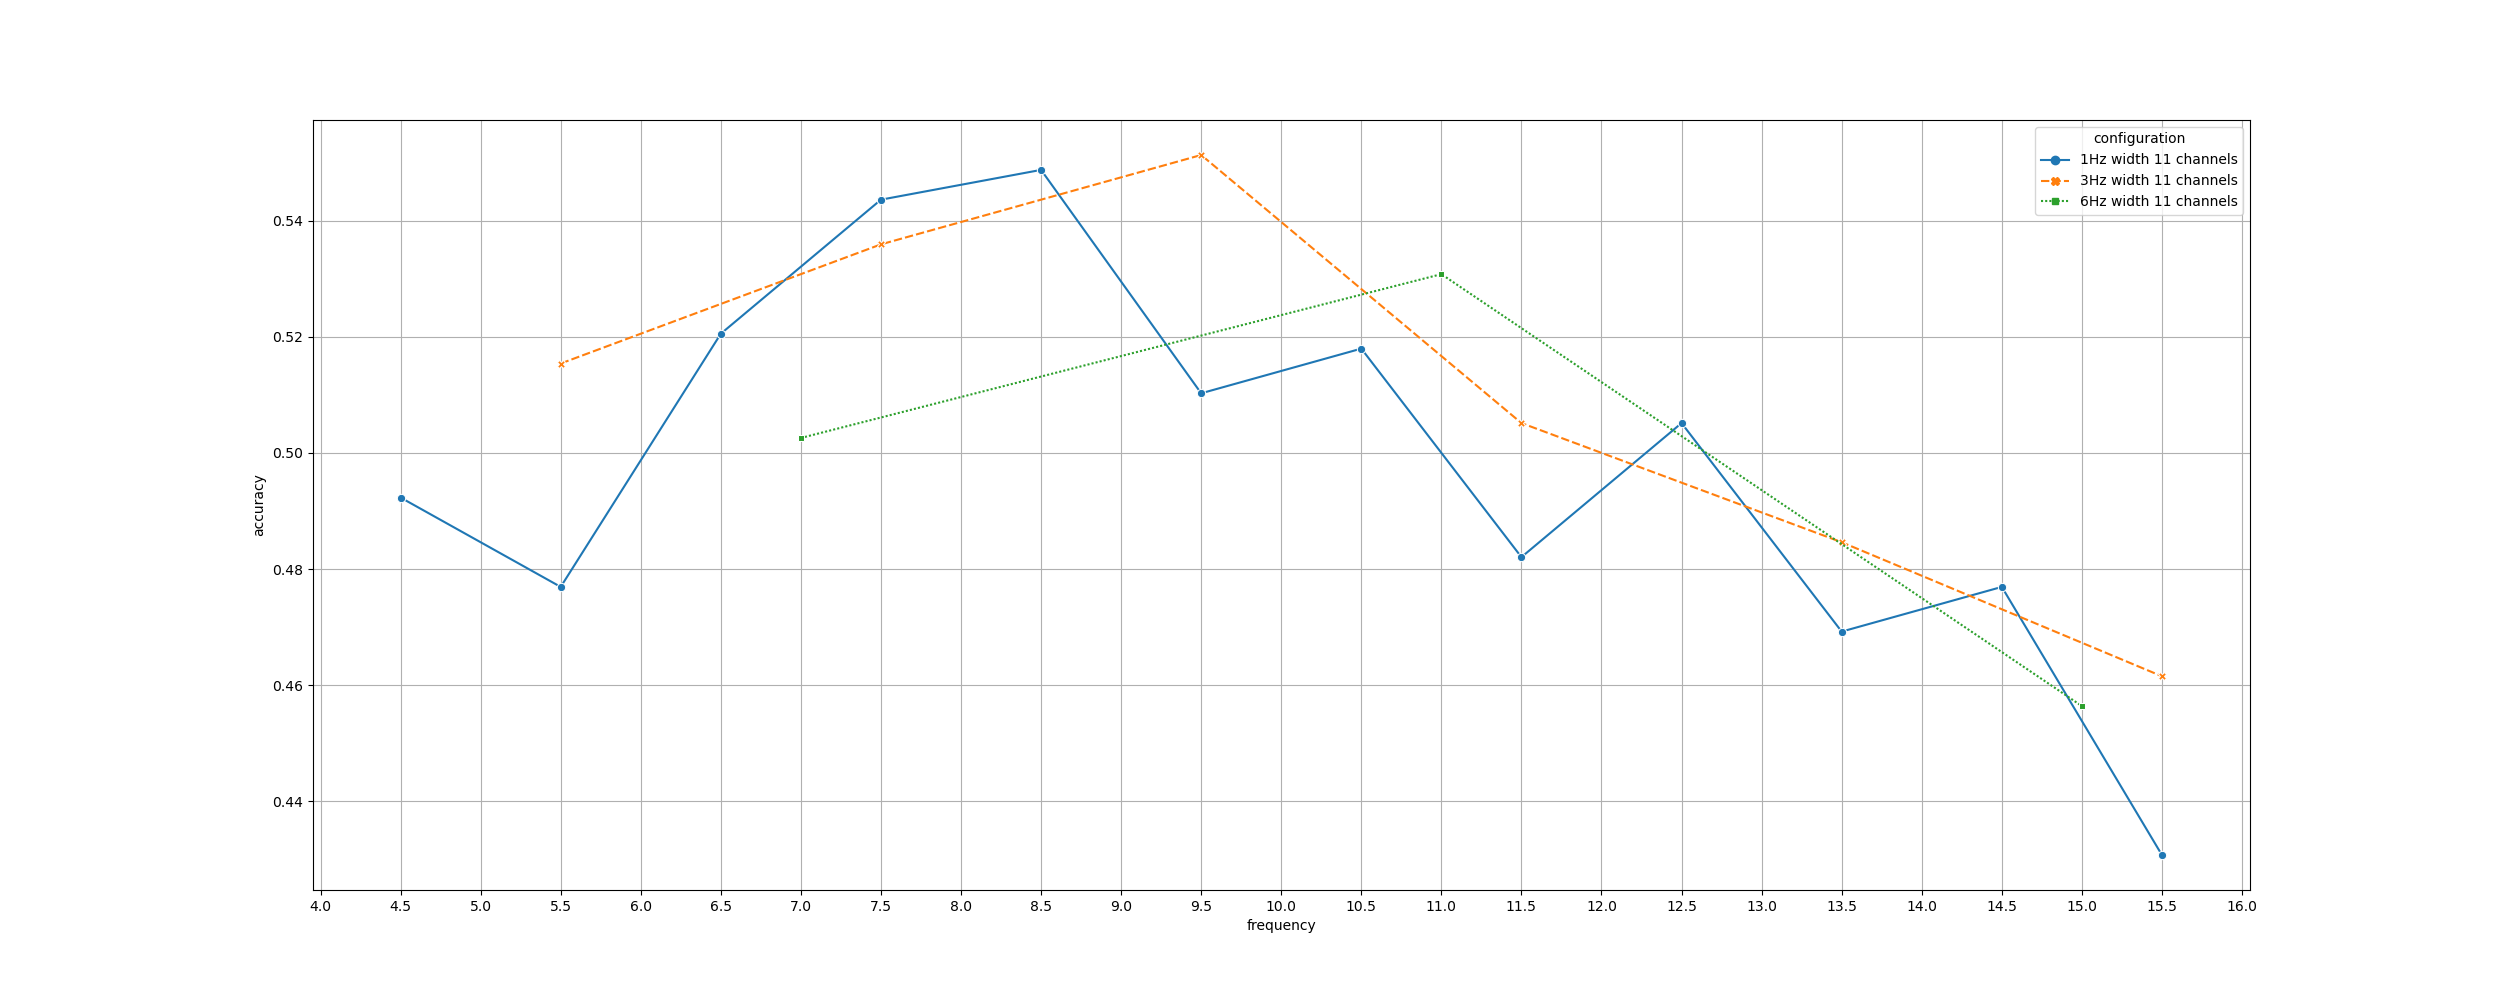 configuration
1Hz width 11 channels
3Hz width 11 channels
6Hz width 11 channels
0.54
0.52
0.50
0.48
0.46
0.44
accuracy
4.0 4.5 5.0 5.5 6.0 6.5 7.0 7.5 8.0 8.5 9.0 9.5 10.0 10.5 11.0 11.5 12.0 12.5 13.0 13.5 14.0 14.5 15.0 15.5 16.0
frequency